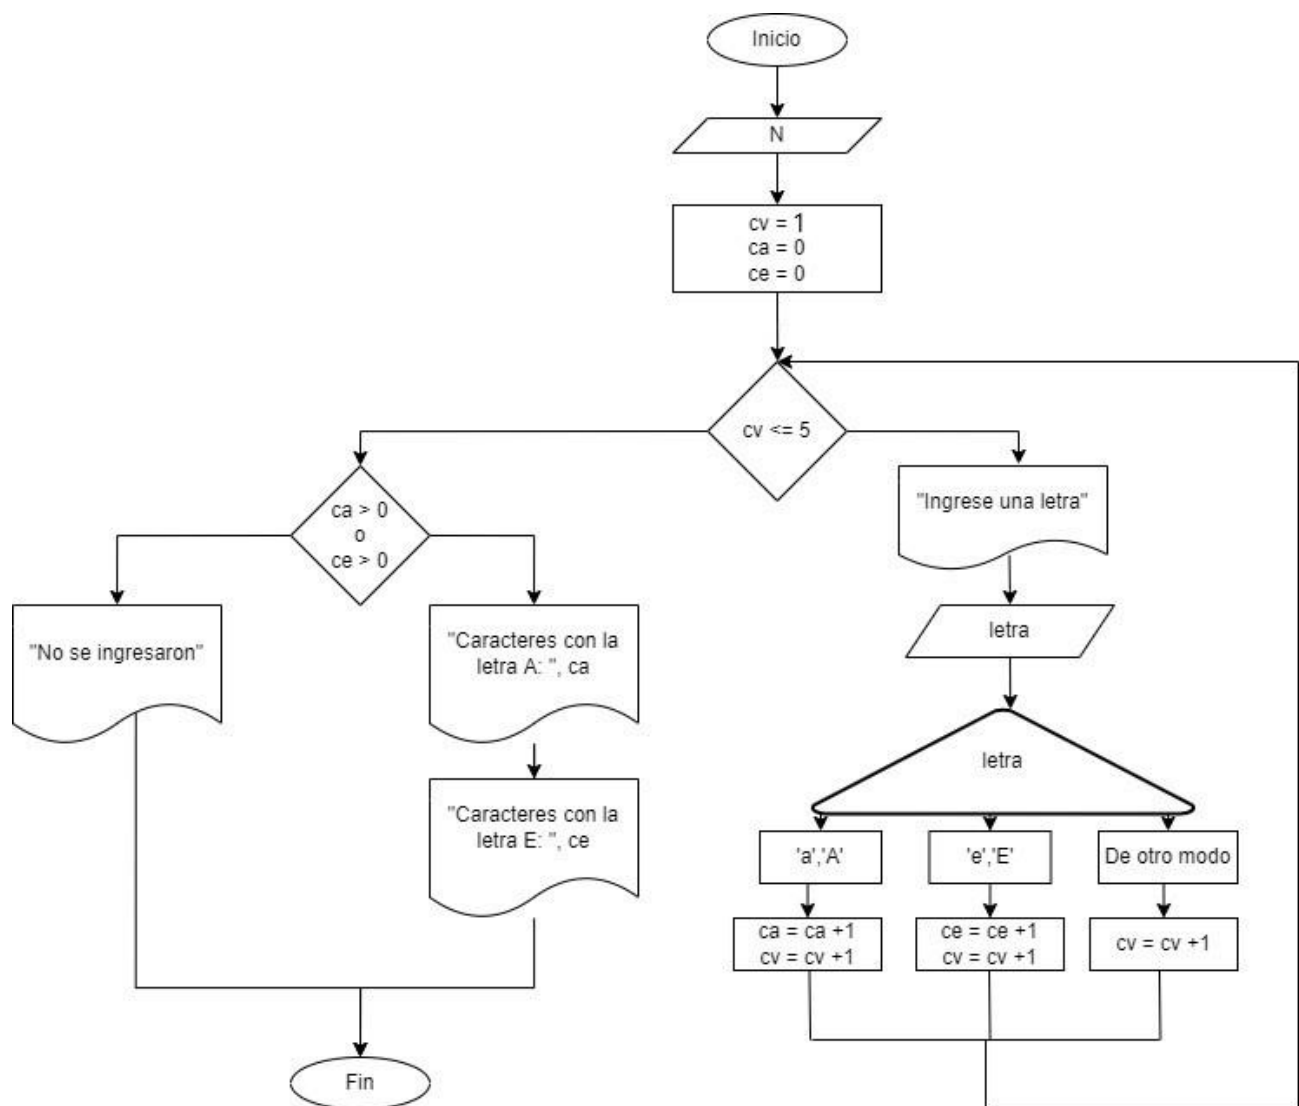 Inicio
N
cv = 1
ca = 0
ce = 0
cv <= 5
ca > 0
o
ce > 0
"No se ingresaron"
"Caracteres con la
letra A: ", ca
"Caracteres con la
letra E: ", ce
"Ingrese una letra"
letra
letra
'a','A'
'e','E'
De otro modo
ca = ca +1
cv = cv +1
ce = ce +1
cv = cv +1
cv = cv +1
Fin